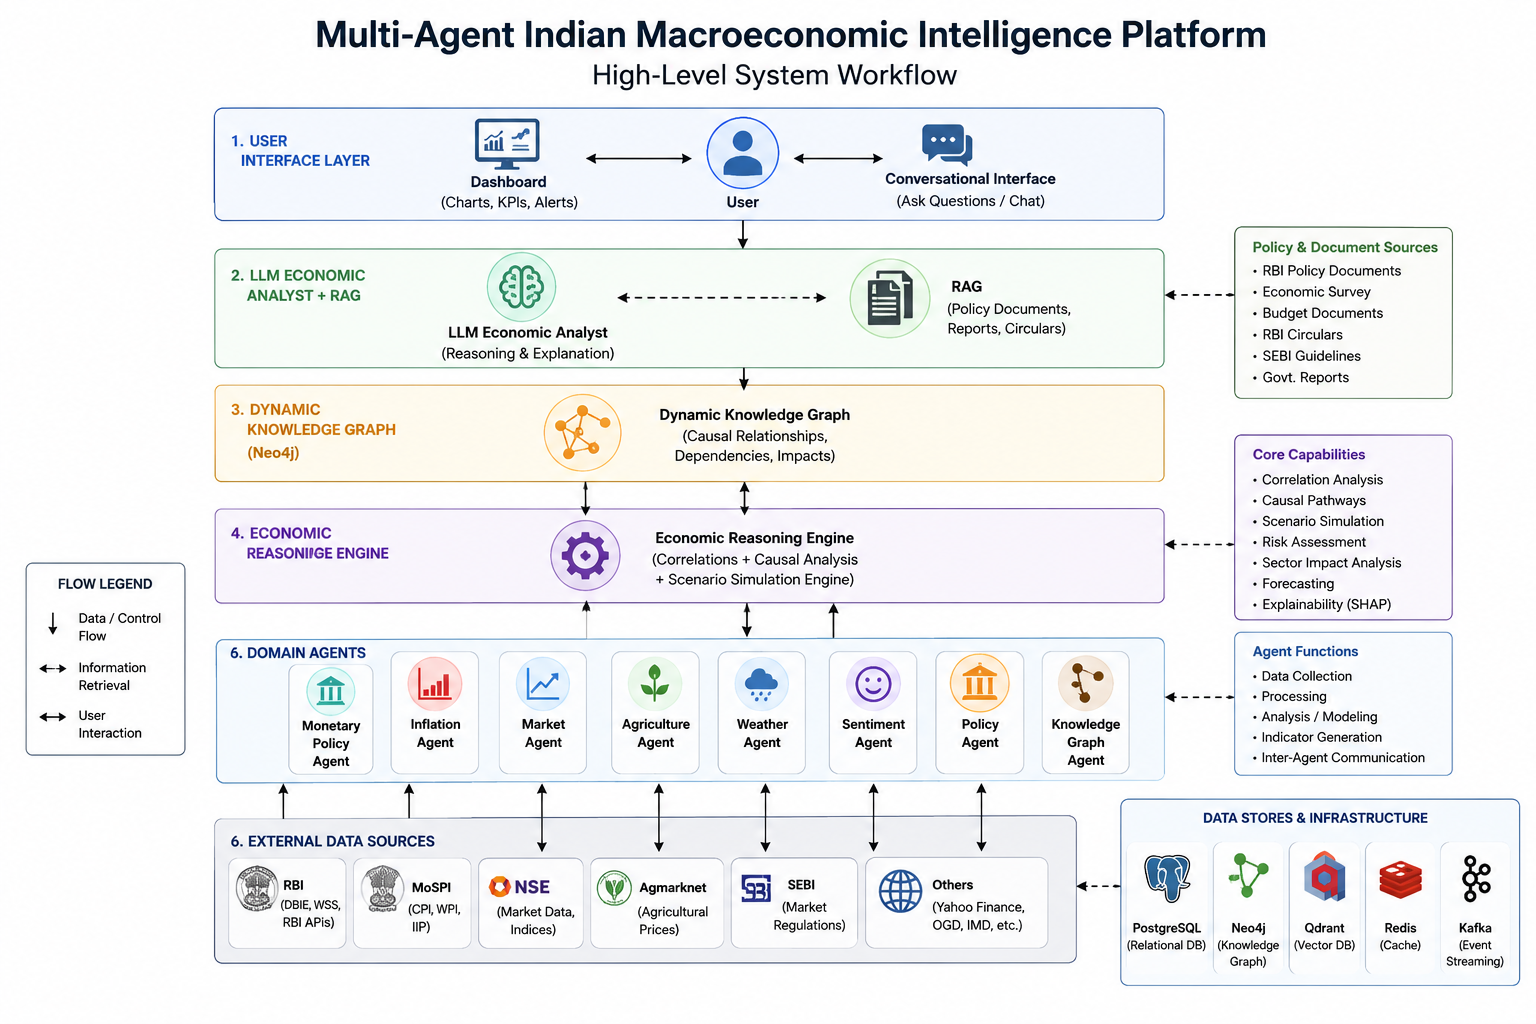 Multi-Agent Indian Macroeconomic Intelligence Platform
High-Level System Workflow
1. USER
INTERFACE LAYER
Dashboard
(Charts, KPIs, Alerts)
User
Conversational Interface
(Ask Questions / Chat)
2. LLM ECONOMIC
ANALYST + RAG
LLM Economic Analyst
(Reasoning & Explanation)
RAG
(Policy Documents,
Reports, Circulars)
Policy & Document Sources
• RBI Policy Documents
• Economic Survey
• Budget Documents
• RBI Circulars
• SEBI Guidelines
• Govt. Reports
3. DYNAMIC
KNOWLEDGE GRAPH
(Neo4j)
Dynamic Knowledge Graph
(Causal Relationships,
Dependencies, Impacts)
4. ECONOMIC
ENGINE
Economic Reasoning Engine
(Correlations + Causal Analysis
+ Scenario Simulation Engine)
Core Capabilities
• Correlation Analysis
• Causal Pathways
• Scenario Simulation
• Risk Assessment
• Sector Impact Analysis
• Forecasting
• Explainability (SHAP)
FLOW LEGEND
Data / Control
Flow
Information
Retrieval
User
Interaction
6. DOMAIN AGENTS
Monetary
Policy
Agent
Inflation
Agent
Market
Agent
Agriculture
Agent
Weather
Agent
Sentiment
Agent
Policy
Agent
Knowledge
Graph
Agent
Agent Functions
• Data Collection
• Processing
• Analysis / Modeling
• Indicator Generation
• Inter-Agent Communication
6. EXTERNAL DATA SOURCES
RBI
(DBIE, WSS,
RBI APIs)
MoSPI
(CPI, WPI,
IIP)
NSE
(Market Data,
Indices)
Agmarknet
(Agricultural
Prices)
SEBI
(Market
Regulations)
Others
(Yahoo Finance,
OGD, IMD, etc.)
DATA STORES & INFRASTRUCTURE
PostgreSQL
(Relational DB)
Neo4j
(Knowledge
Graph)
Qdrant
(Vector DB)
Redis
(Cache)
Kafka
(Event
Streaming)